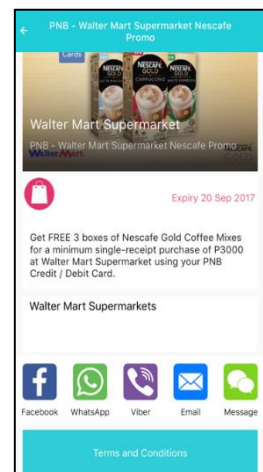 PNB - Walter Mart Supermarket Nescafe
Promo
Cards
NESCAFÉ
GOLD
CAPPUCCINO
Walter Mart Supermarket
PNB - Walter Mart Supermarket Nescafe Promo
WalterMart
Expiry 20 Sep 2017
Get FREE 3 boxes of Nescafe Gold Coffee Mixes
for a minimum single-receipt purchase of P3000
at Walter Mart Supermarket using your PNB
Credit / Debit Card.
Walter Mart Supermarkets
Facebook WhatsApp Viber Email Message
Terms and Conditions